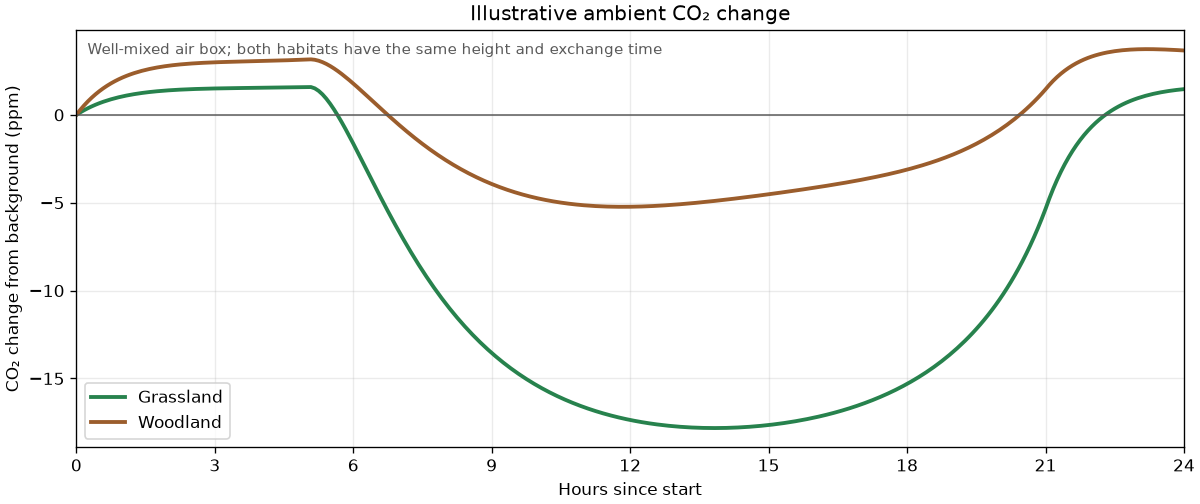 Illustrative ambient CO₂ change
Well-mixed air box; both habitats have the same height and exchange time
CO₂ change from background (ppm)
0
−5
−10
−15
Grassland
Woodland
0 3 6 9 12 15 18 21 24
Hours since start